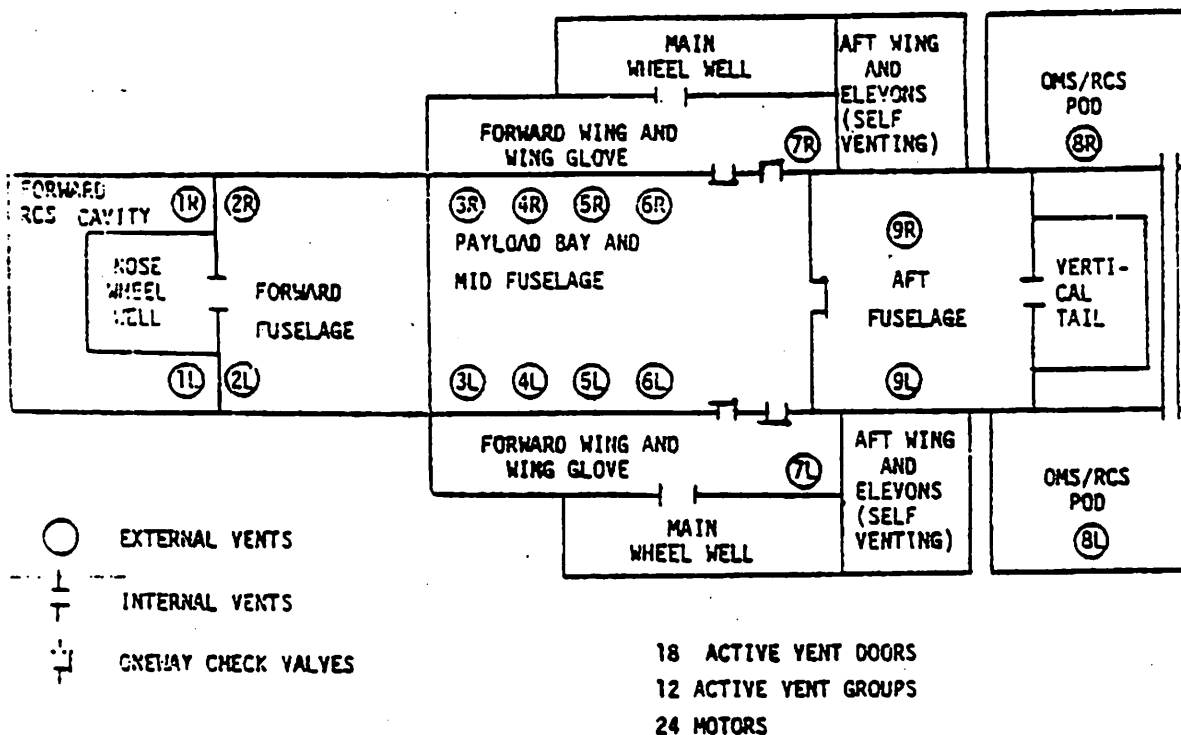 MAIN
WHEEL WELL
AFT WING
AND
ELEVONS
(SELF
VENTING)
OMS/RCS
POD
8R
FORWARD WING AND
WING GLOVE
7R
FORWARD
RCS CAVITY
1R
2R
3R
4R
5R
6R
PAYLOAD BAY AND
MID FUSELAGE
9R
NOSE
WHEEL
WELL
FORWARD
FUSELAGE
AFT
FUSELAGE
VERTI-
CAL
TAIL
1L
2L
3L
4L
5L
6L
9L
FORWARD WING AND
WING GLOVE
7L
AFT WING
AND
ELEVONS
(SELF
VENTING)
OMS/RCS
POD
8L
MAIN
WHEEL WELL
EXTERNAL VENTS
INTERNAL VENTS
ONEWAY CHECK VALVES
18 ACTIVE VENT DOORS
12 ACTIVE VENT GROUPS
24 MOTORS